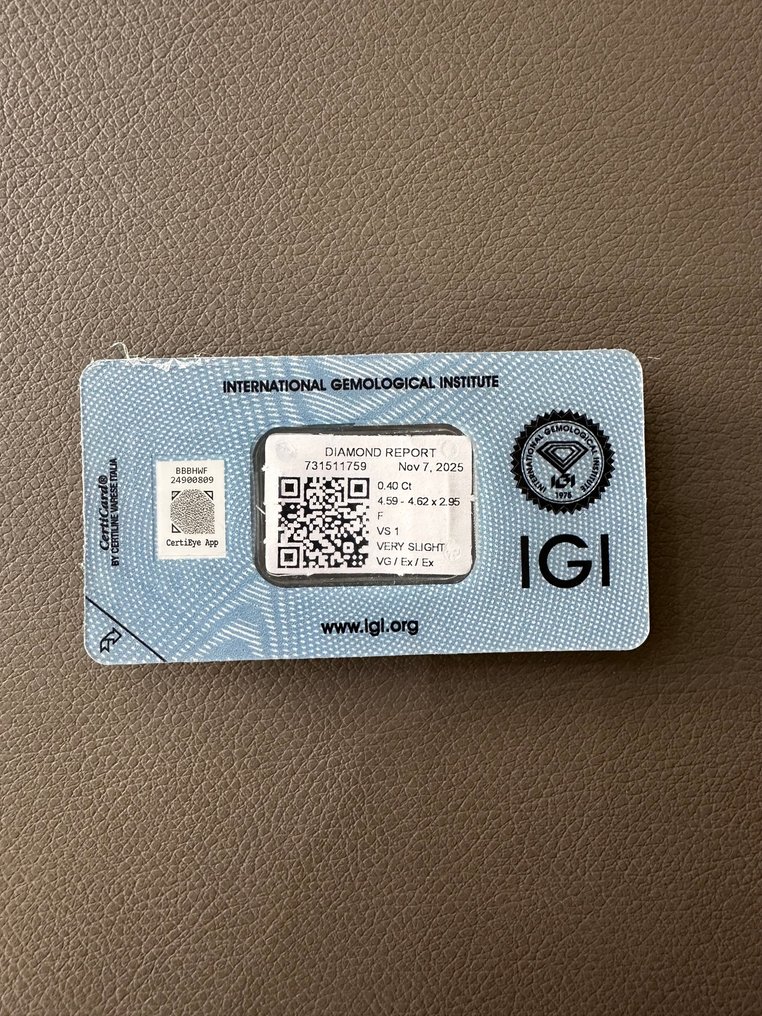 INTERNATIONAL GEMOLOGICAL INSTITUTE
CertiCard®
BY CERTILINE VARESE ITALIA
BBBHWF
24900809
CertiEye App
DIAMOND REPORT
731511759 Nov 7, 2025
0.40 Ct
4.59 - 4.62 x 2.95
F
VS 1
VERY SLIGHT
VG / Ex / Ex
INTERNATIONAL GEMOLOGICAL INSTITUTE
IGI
1975
IGI
www.igi.org